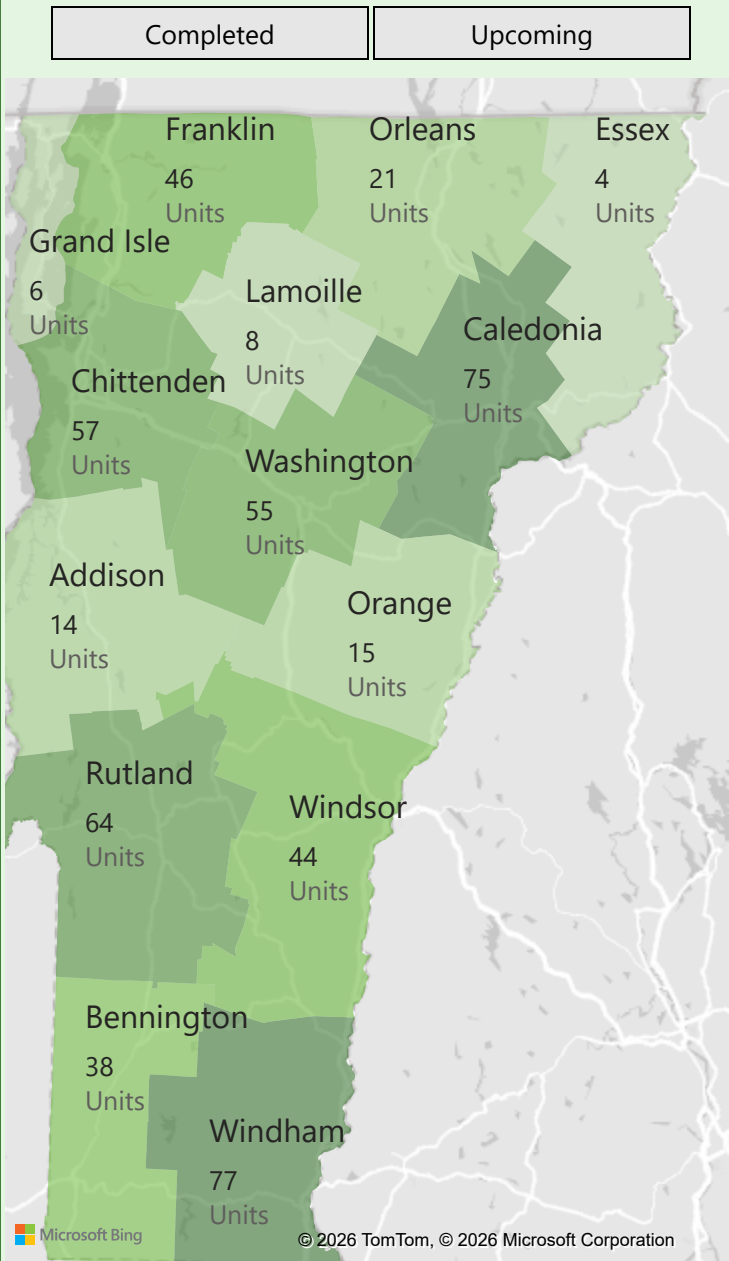 Completed
Upcoming
Franklin
46
Units
Orleans
21
Units
Essex
4
Units
Grand Isle
6
Units
Lamoille
8
Units
Caledonia
75
Units
Chittenden
57
Units
Washington
55
Units
Addison
14
Units
Orange
15
Units
Rutland
64
Units
Windsor
44
Units
Bennington
38
Units
Windham
77
Units
Microsoft Bing
© 2026 TomTom, © 2026 Microsoft Corporation